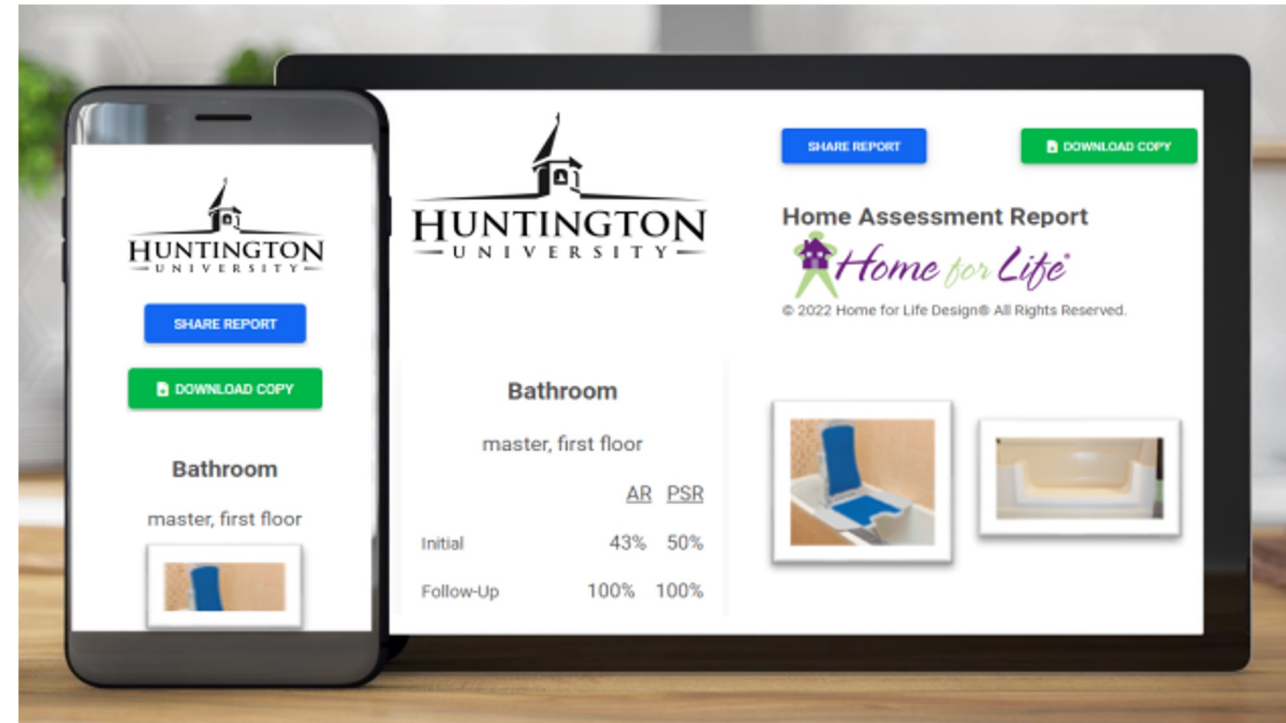 HUNTINGTON
UNIVERSITY
SHARE REPORT
DOWNLOAD COPY
Bathroom
master, first floor
HUNTINGTON
UNIVERSITY
SHARE REPORT
DOWNLOAD COPY
Home Assessment Report
Home for Life®
© 2022 Home for Life Design® All Rights Reserved.
Bathroom
master, first floor
AR PSR
Initial 43% 50%
Follow-Up 100% 100%